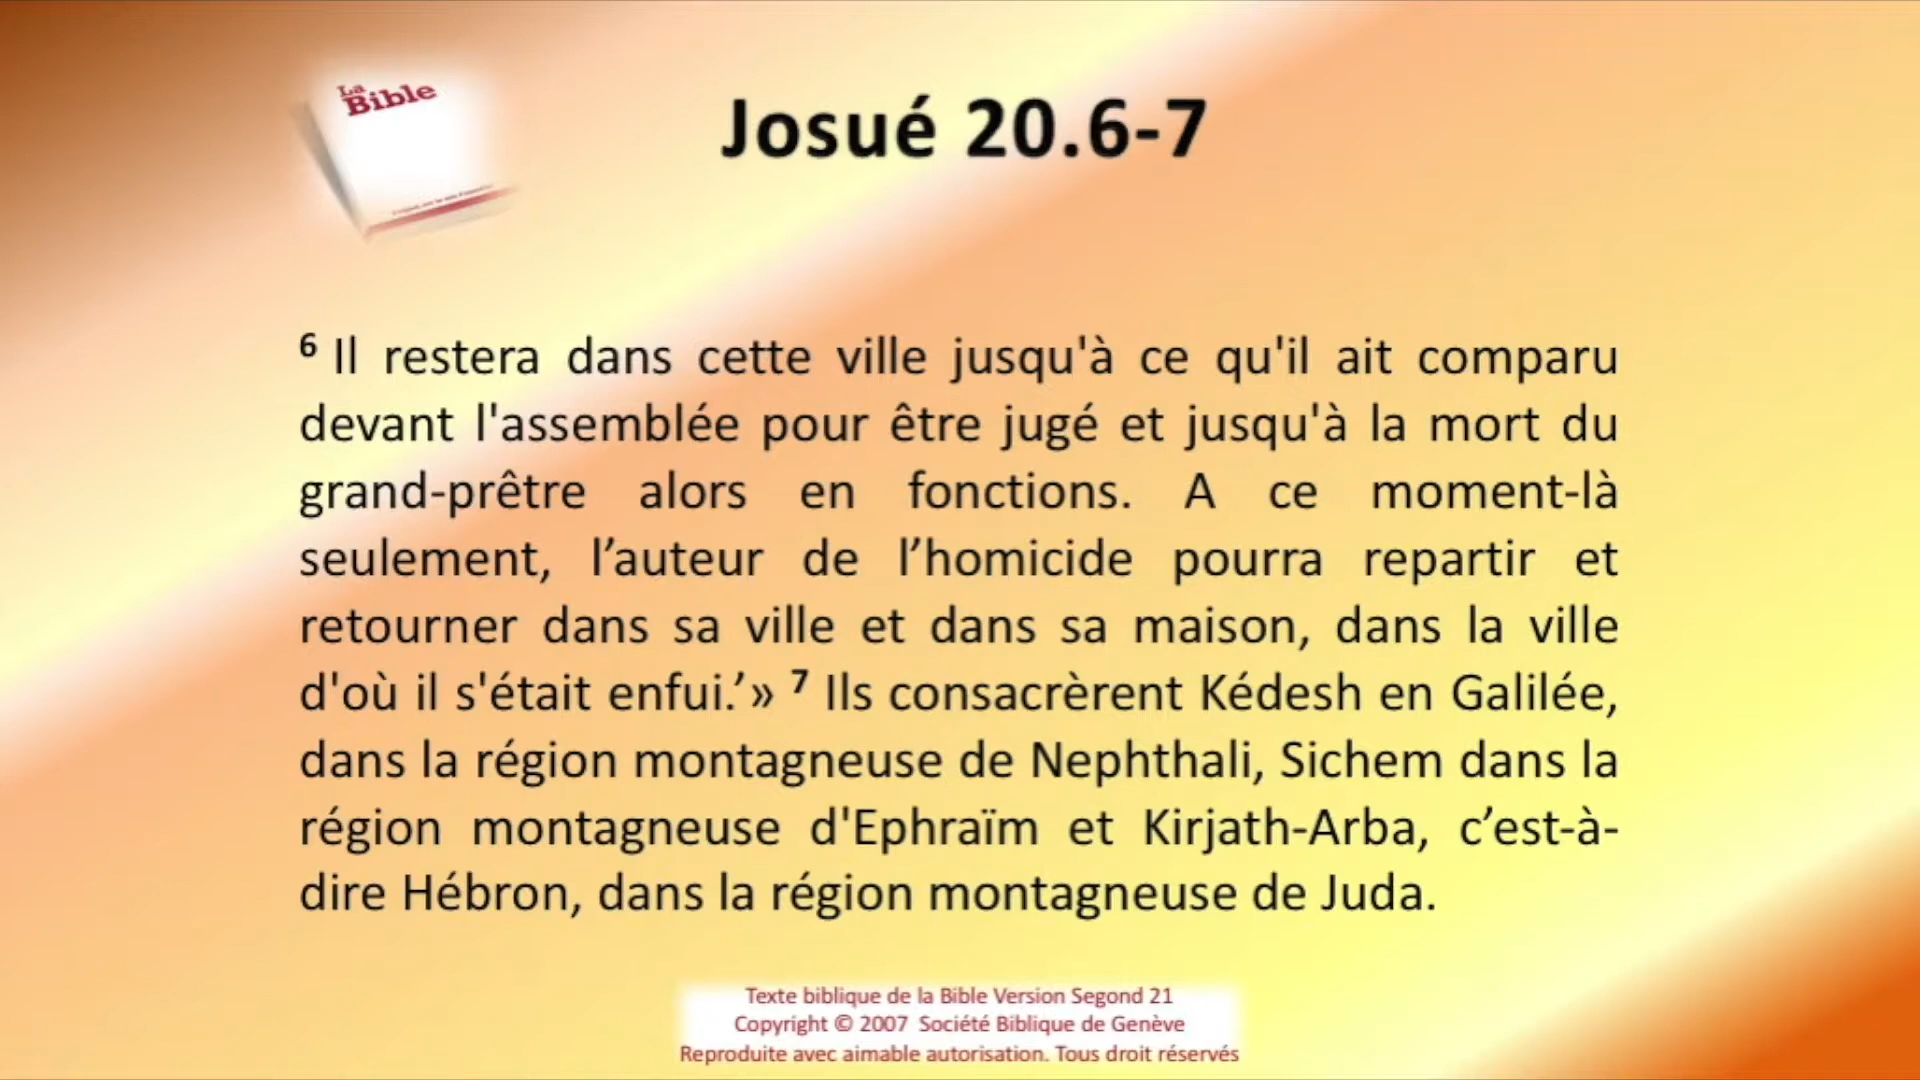 La
Bible
Josué 20.6-7
6 Il restera dans cette ville jusqu'à ce qu'il ait comparu
devant l'assemblée pour être jugé et jusqu'à la mort du
grand-prêtre alors en fonctions. A ce moment-là
seulement, l’auteur de l’homicide pourra repartir et
retourner dans sa ville et dans sa maison, dans la ville
d'où il s'était enfui.’» 7 Ils consacrèrent Kédesh en Galilée,
dans la région montagneuse de Nephthali, Sichem dans la
région montagneuse d'Ephraïm et Kirjath-Arba, c’est-à-
dire Hébron, dans la région montagneuse de Juda.
Texte biblique de la Bible Version Segond 21
Copyright © 2007 Société Biblique de Genève
Reproduite avec aimable autorisation. Tous droit réservés